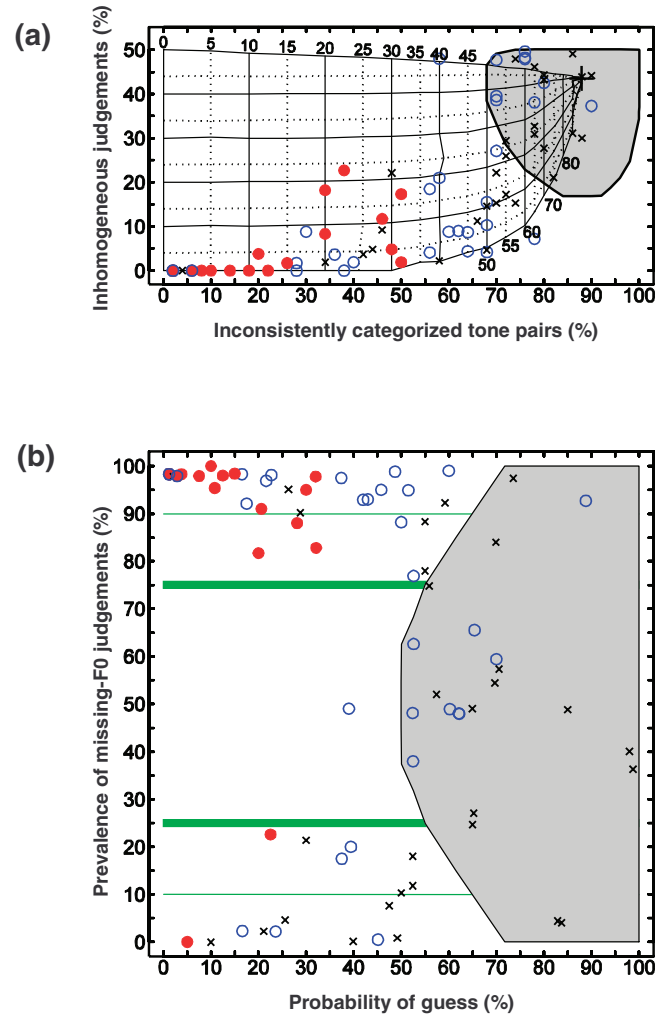 (a)
0 5 10 15 20 25 30 35 40 45
50
40
30
20
10
0
80
70
60
55
50
0 10 20 30 40 50 60 70 80 90 100
Inhomogeneous judgements (%)
Inconsistently categorized tone pairs (%)
(b)
100
90
80
70
60
50
40
30
20
10
0
0 10 20 30 40 50 60 70 80 90 100
Prevalence of missing-F0 judgements (%)
Probability of guess (%)